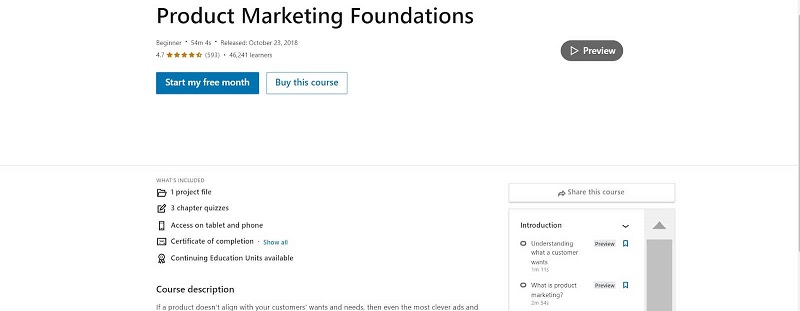 Product Marketing Foundations
Beginner · 54m 4s · Released: October 23, 2018
4.7 (593) · 46,241 learners
Preview
Start my free month
Buy this course
WHAT'S INCLUDED
1 project file
3 chapter quizzes
Access on tablet and phone
Certificate of completion · Show all
Continuing Education Units available
Course description
If a product doesn't align with your customers' wants and needs, then even the most clever ads and
Share this course
Introduction
Understanding Preview
what a customer
wants
1m 11s
What is product Preview
marketing?
2m 54s